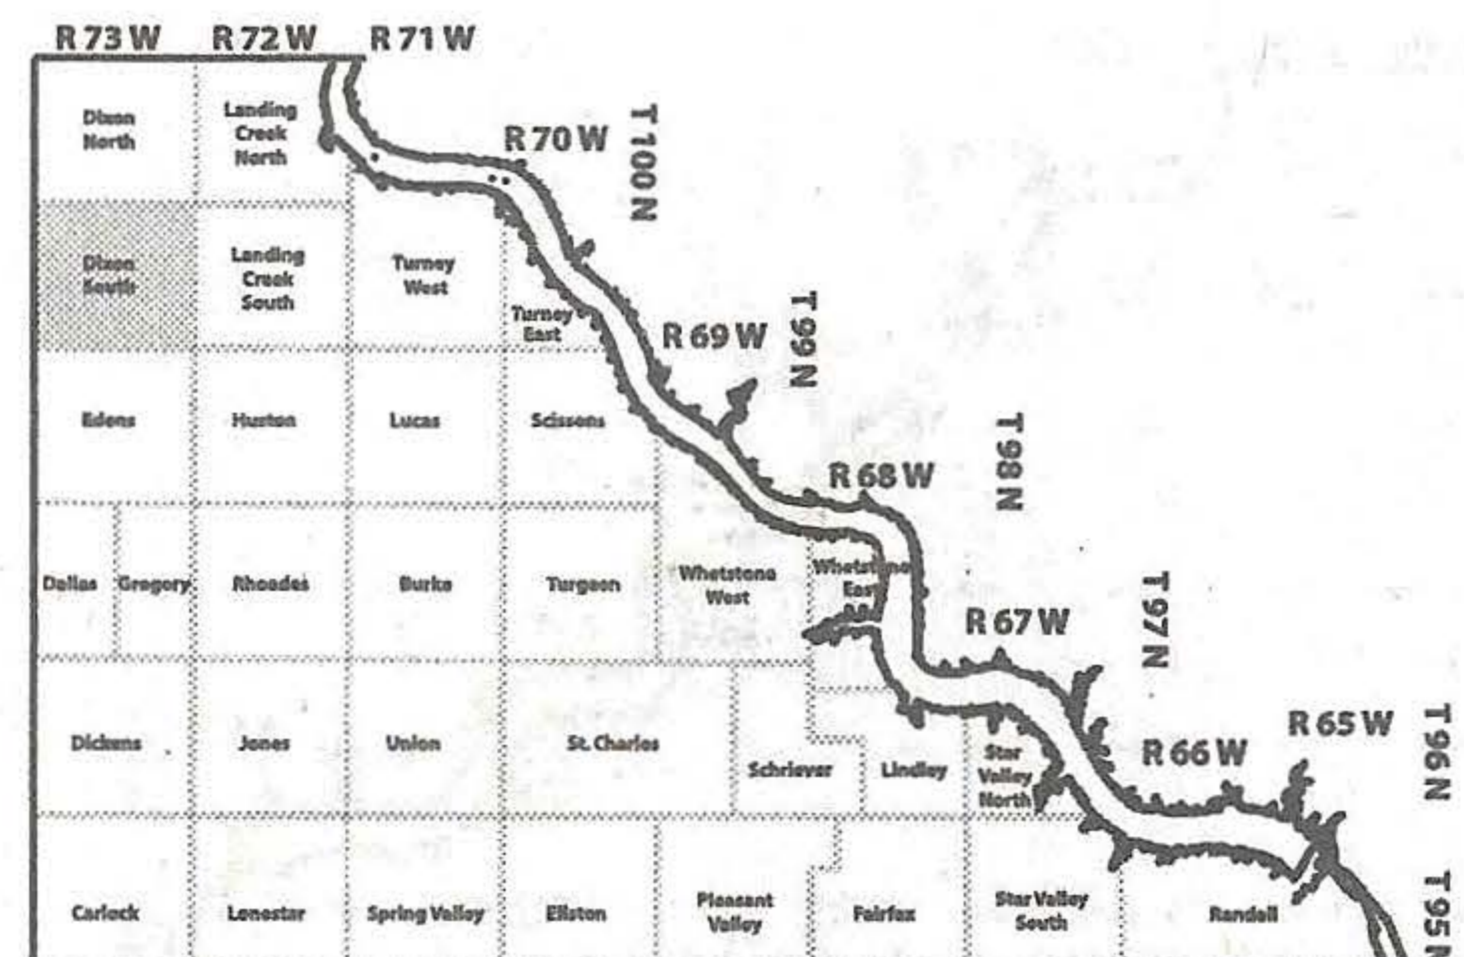 R 73 W R 72 W R 71 W
Dixon
North
Landing
Creek
North
R 70 W
T 100 N
Dixon
South
Landing
Creek
South
Turney
West
Turney
East
R 69 W
T 99 N
Edens
Huston
Lucas
Scissons
R 68 W
T 98 N
Dallas
Gregory
Rhoades
Burke
Turgeon
Whetstone
West
Whetstone
East
R 67 W
T 97 N
Dickens
Jones
Union
St. Charles
Schriever
Lindley
Star
Valley
North
R 66 W
R 65 W
T 96 N
Carlock
Lonestar
Spring Valley
Ellston
Pleasant
Valley
Fairfax
Star Valley
South
Randall
T 95 N